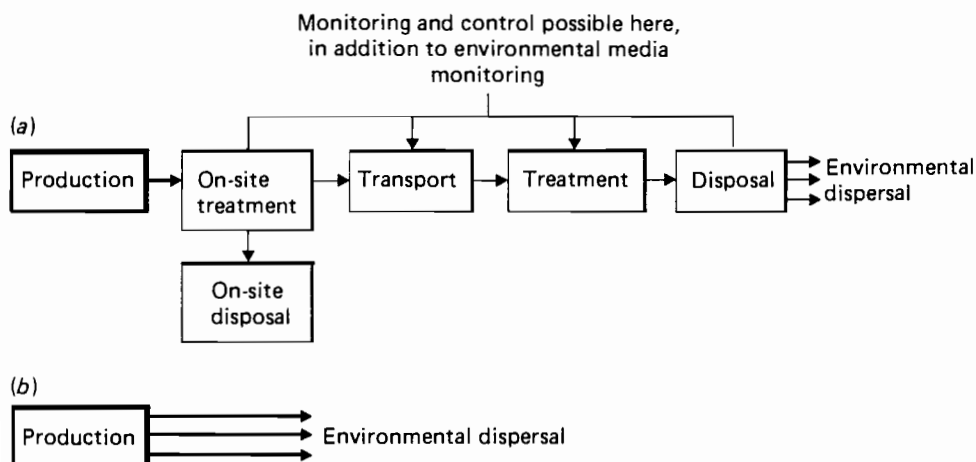 Monitoring and control possible here,
in addition to environmental media
monitoring
(a)
Production
On-site
treatment
Transport
Treatment
Disposal
Environmental
dispersal
On-site
disposal
(b)
Production
Environmental dispersal